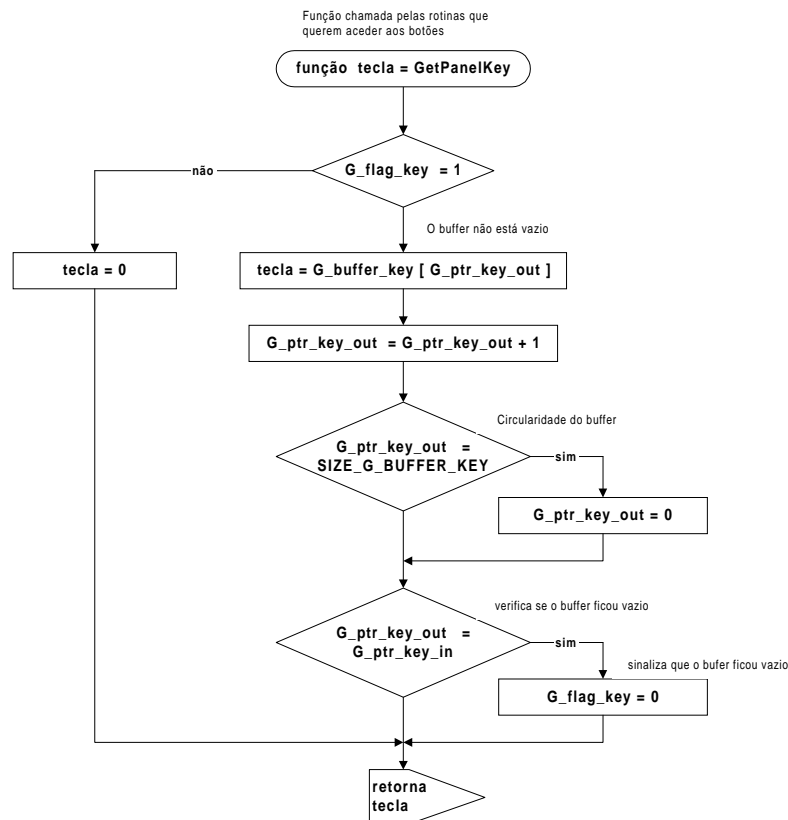 Função chamada pelas rotinas que
querem aceder aos botões
função tecla = GetPanelKey
G_flag_key = 1
não
O buffer não está vazio
tecla = 0
tecla = G_buffer_key [ G_ptr_key_out ]
G_ptr_key_out = G_ptr_key_out + 1
Circularidade do buffer
G_ptr_key_out =
SIZE_G_BUFFER_KEY
sim
G_ptr_key_out = 0
verifica se o buffer ficou vazio
G_ptr_key_out =
G_ptr_key_in
sim
sinaliza que o bufer ficou vazio
G_flag_key = 0
retorna
tecla